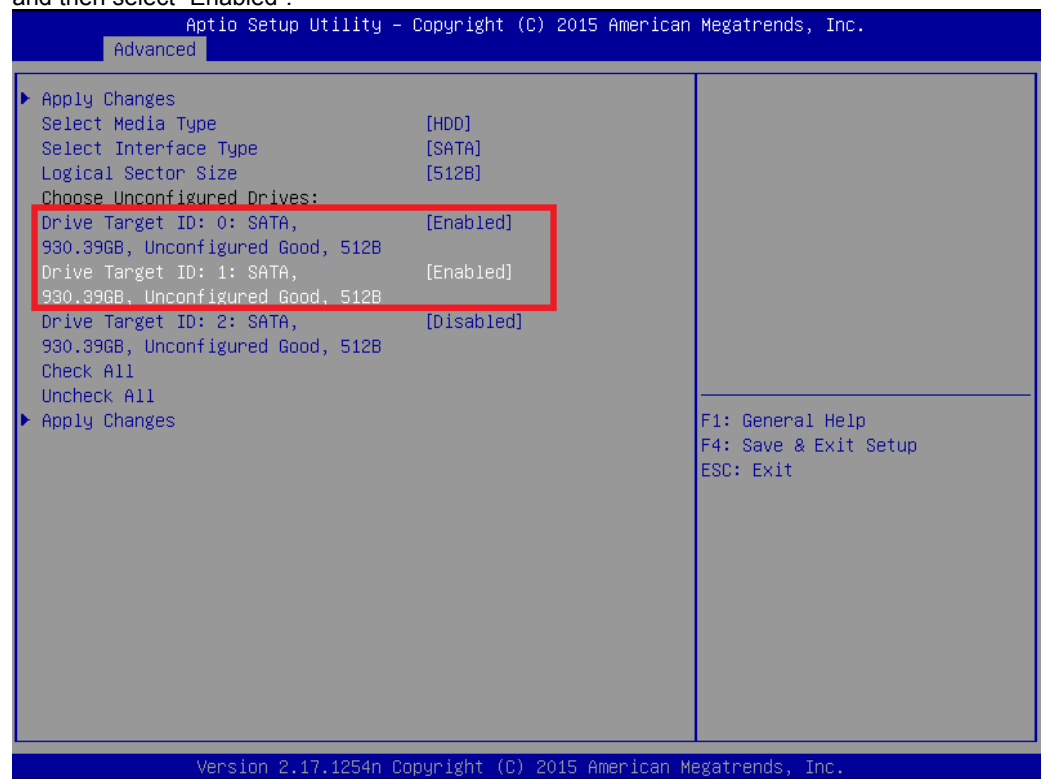 and then select "Enabled".
Aptio Setup Utility – Copyright (C) 2015 American Megatrends, Inc.
Advanced
Apply Changes
Select Media Type [HDD]
Select Interface Type [SATA]
Logical Sector Size [512B]
Choose Unconfigured Drives:
Drive Target ID: 0: SATA, [Enabled]
930.39GB, Unconfigured Good, 512B
Drive Target ID: 1: SATA, [Enabled]
930.39GB, Unconfigured Good, 512B
Drive Target ID: 2: SATA, [Disabled]
930.39GB, Unconfigured Good, 512B
Check All
Uncheck All
Apply Changes
F1: General Help
F4: Save & Exit Setup
ESC: Exit
Version 2.17.1254n Copyright (C) 2015 American Megatrends, Inc.